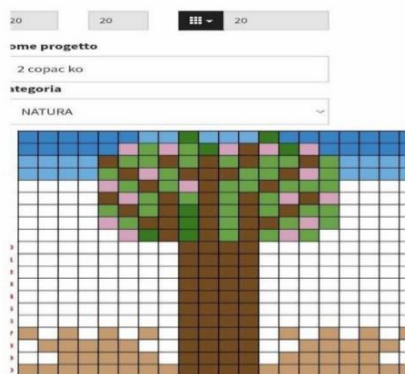 20 20 20
ome progetto
2 copac ko
ategoria
NATURA